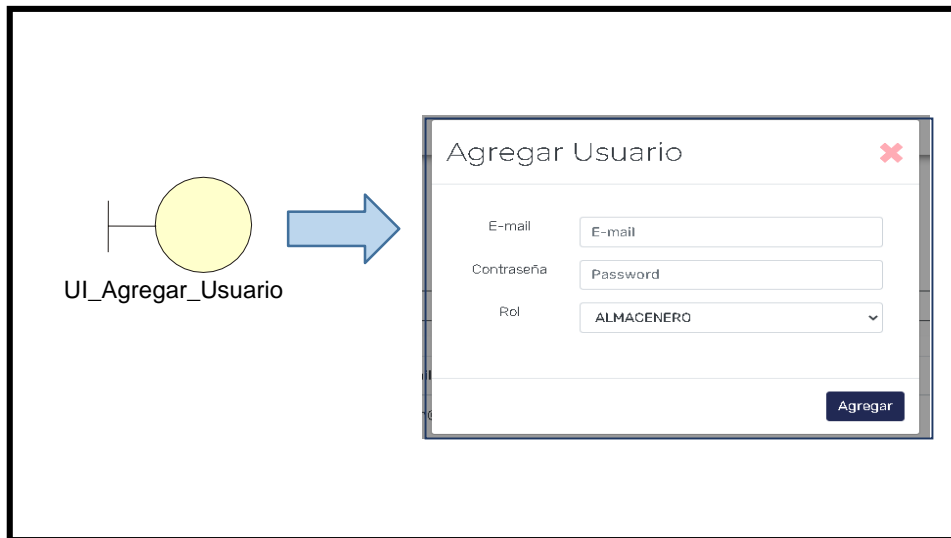 Agregar Usuario
E-mail
E-mail
Contraseña
Password
Rol
ALMACENERO
Agregar
UI_Agregar_Usuario